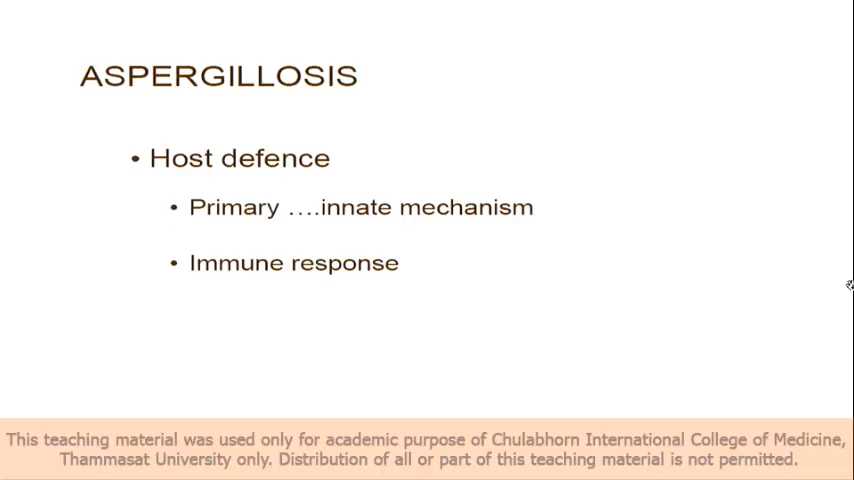 ASPERGILLOSIS
• Host defence
• Primary ….innate mechanism
• Immune response
This teaching material was used only for academic purpose of Chulabhorn International College of Medicine,
Thammasat University only. Distribution of all or part of this teaching material is not permitted.